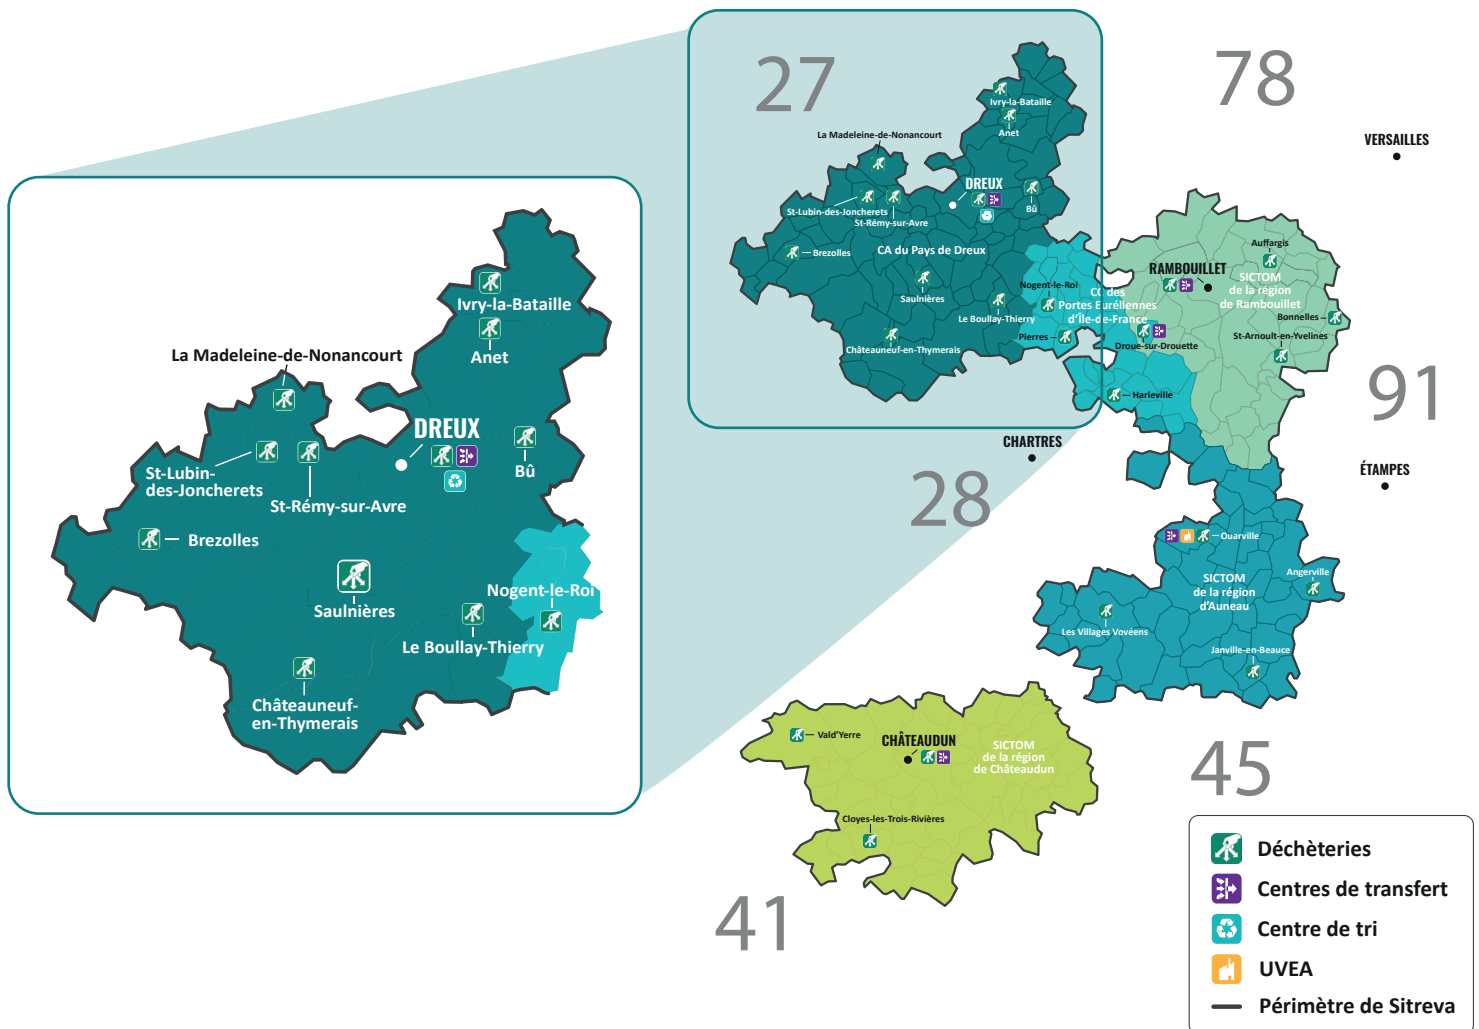 27
78
VERSAILLES
Ivry-la-Bataille
Anet
La Madeleine-de-Nonancourt
DREUX
Bû
St-Lubin-des-Joncherets
St-Rémy-sur-Avre
Brezolles
CA du Pays de Dreux
Saulnières
Le Boullay-Thierry
Châteauneuf-en-Thymerais
Nogent-le-Roi
CC des
Portes Euréliennes
d'Île-de-France
Pierres
Droue-sur-Drouette
Harleville
Auffargis
RAMBOUILLET
SICTOM
de la région
de Rambouillet
Bonnelles
St-Arnoult-en-Yvelines
91
CHARTRES
28
ÉTAMPES
Ouarville
SICTOM
de la région
d'Auneau
Angerville
Les Villages Vovéens
Janville-en-Beauce
Ivry-la-Bataille
Anet
La Madeleine-de-Nonancourt
DREUX
Bû
St-Lubin-
des-Joncherets
St-Rémy-sur-Avre
Brezolles
Saulnières
Nogent-le-Roi
Le Boullay-Thierry
Châteauneuf-
en-Thymerais
Vald'Yerre
CHÂTEAUDUN
SICTOM
de la région
de Châteaudun
Cloyes-les-Trois-Rivières
41
45
Déchèteries
Centres de transfert
Centre de tri
UVEA
Périmètre de Sitreva